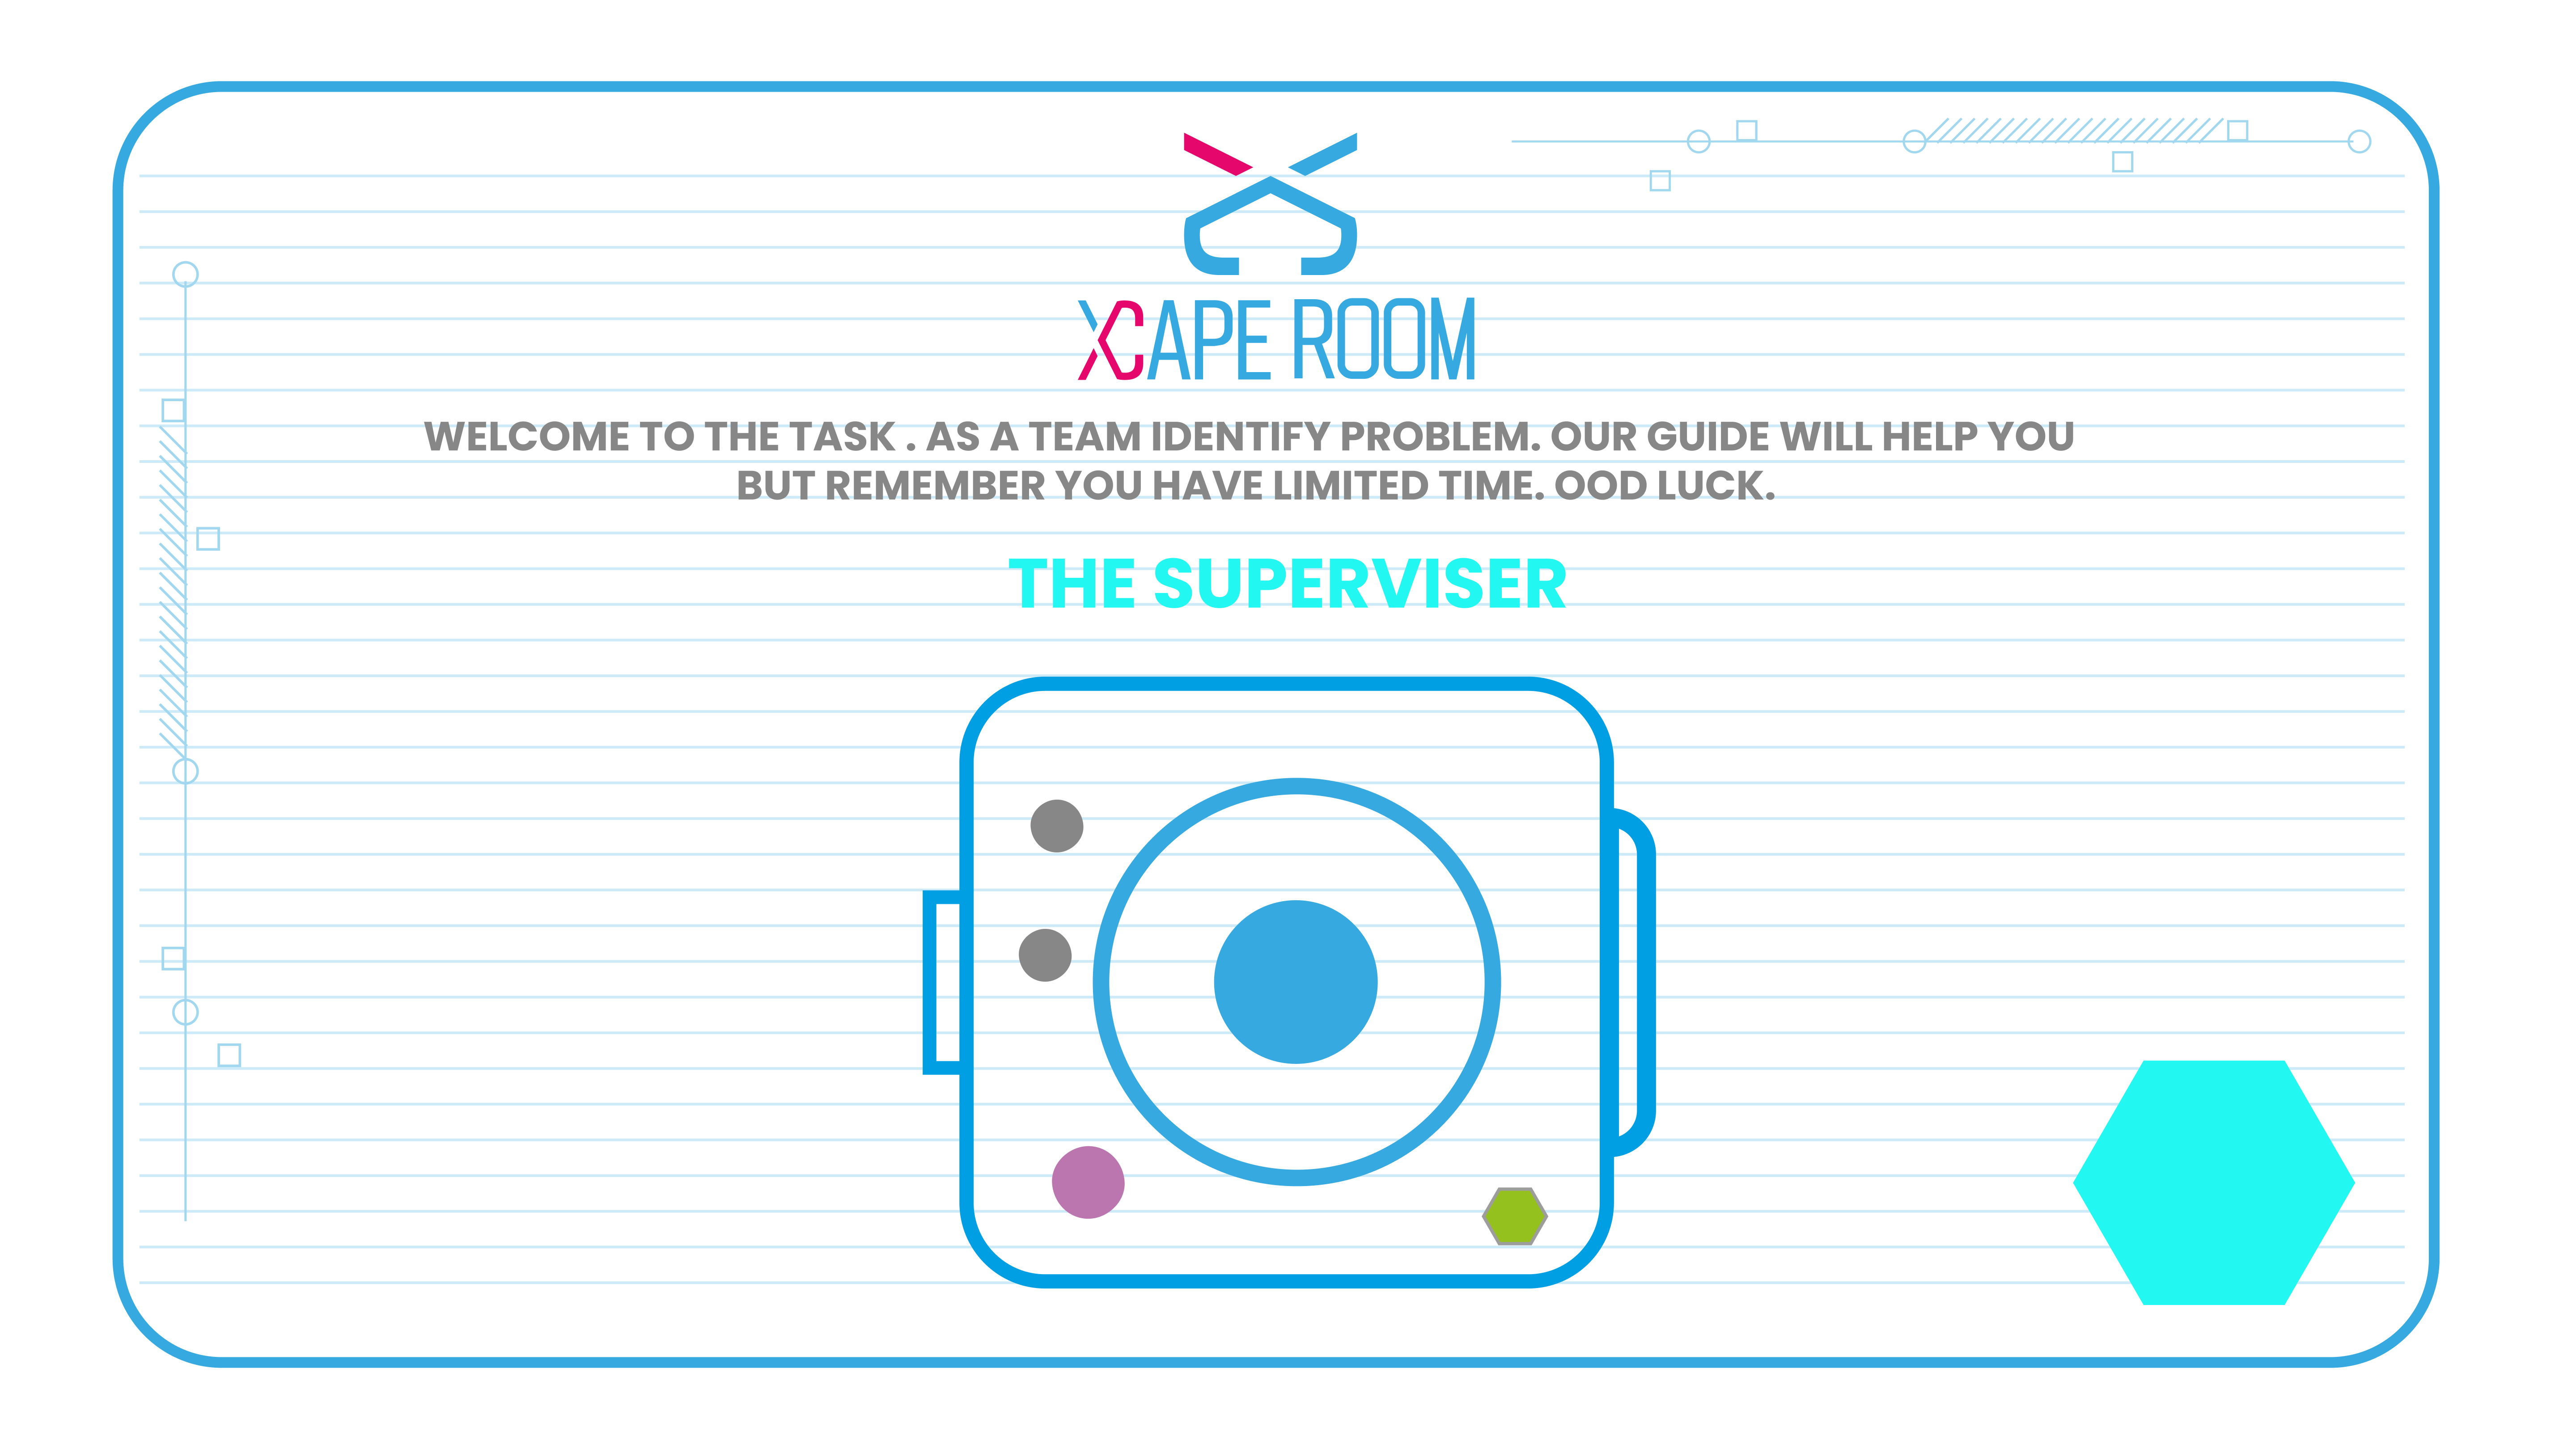 XCAPE ROOM
WELCOME TO THE TASK . AS A TEAM IDENTIFY PROBLEM. OUR GUIDE WILL HELP YOU
BUT REMEMBER YOU HAVE LIMITED TIME. OOD LUCK.
THE SUPERVISER